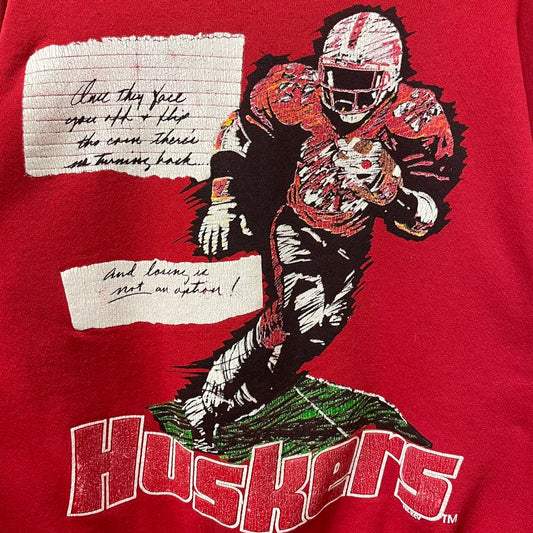 Once they face
you off + flip
the coin there's
no turning back...
and losing is
not an option!
Huskers
TM